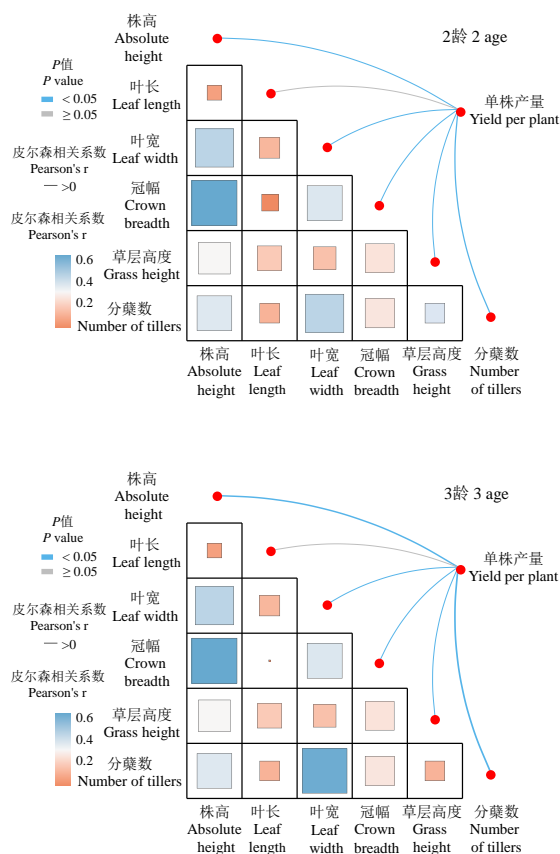 株高
Absolute
height
2龄 2 age
P值
P value
< 0.05
≥ 0.05
叶长
Leaf length
单株产量
Yield per plant
皮尔森相关系数
Pearson's r
>0
叶宽
Leaf width
皮尔森相关系数
Pearson's r
0.6
0.4
0.2
冠幅
Crown
breadth
草层高度
Grass height
分蘖数
Number of tillers
株高
Absolute
height
叶长
Leaf
length
叶宽
Leaf
width
冠幅
Crown
breadth
草层高度
Grass
height
分蘖数
Number
of tillers
株高
Absolute
height
3龄 3 age
P值
P value
< 0.05
≥ 0.05
叶长
Leaf length
单株产量
Yield per plant
皮尔森相关系数
Pearson's r
>0
叶宽
Leaf width
皮尔森相关系数
Pearson's r
0.6
0.4
0.2
冠幅
Crown
breadth
草层高度
Grass height
分蘖数
Number of tillers
株高
Absolute
height
叶长
Leaf
length
叶宽
Leaf
width
冠幅
Crown
breadth
草层高度
Grass
height
分蘖数
Number
of tillers